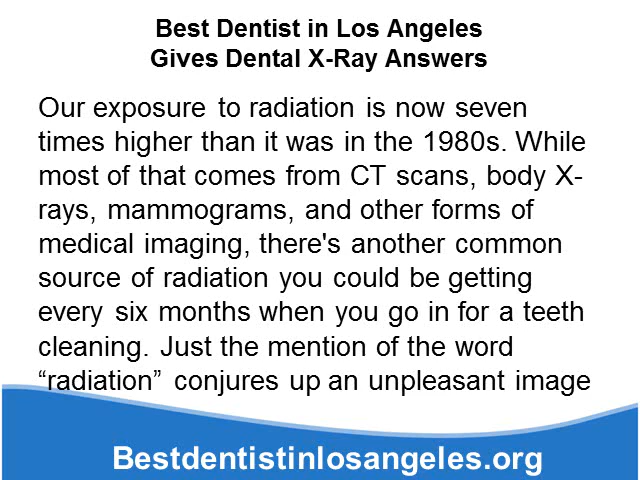 Best Dentist in Los Angeles
Gives Dental X-Ray Answers
Our exposure to radiation is now seven
times higher than it was in the 1980s. While
most of that comes from CT scans, body X-
rays, mammograms, and other forms of
medical imaging, there's another common
source of radiation you could be getting
every six months when you go in for a teeth
cleaning. Just the mention of the word
“radiation” conjures up an unpleasant image
Bestdentistinlosangeles.org